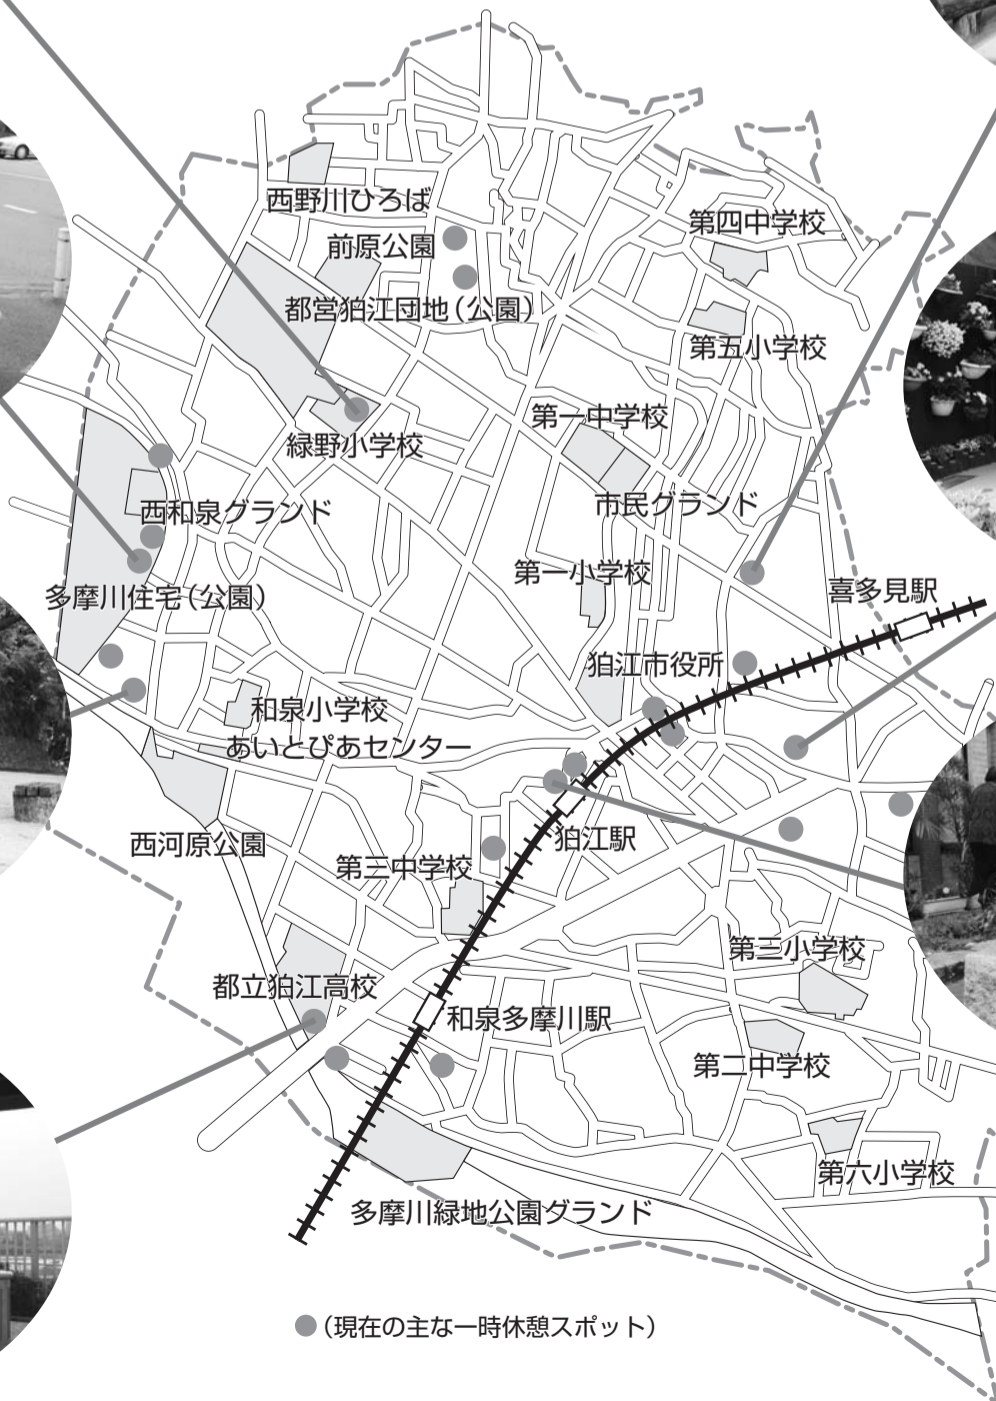 西野川ひろば
前原公園
第四中学校
都営狛江団地（公園）
第五小学校
第一中学校
緑野小学校
市民グランド
西和泉グランド
第一小学校
喜多見駅
多摩川住宅（公園）
狛江市役所
和泉小学校
あいとぴあセンター
狛江駅
西河原公園
第三中学校
第三小学校
都立狛江高校
和泉多摩川駅
第二中学校
第六小学校
多摩川緑地公園グランド
（現在の主な一時休憩スポット）